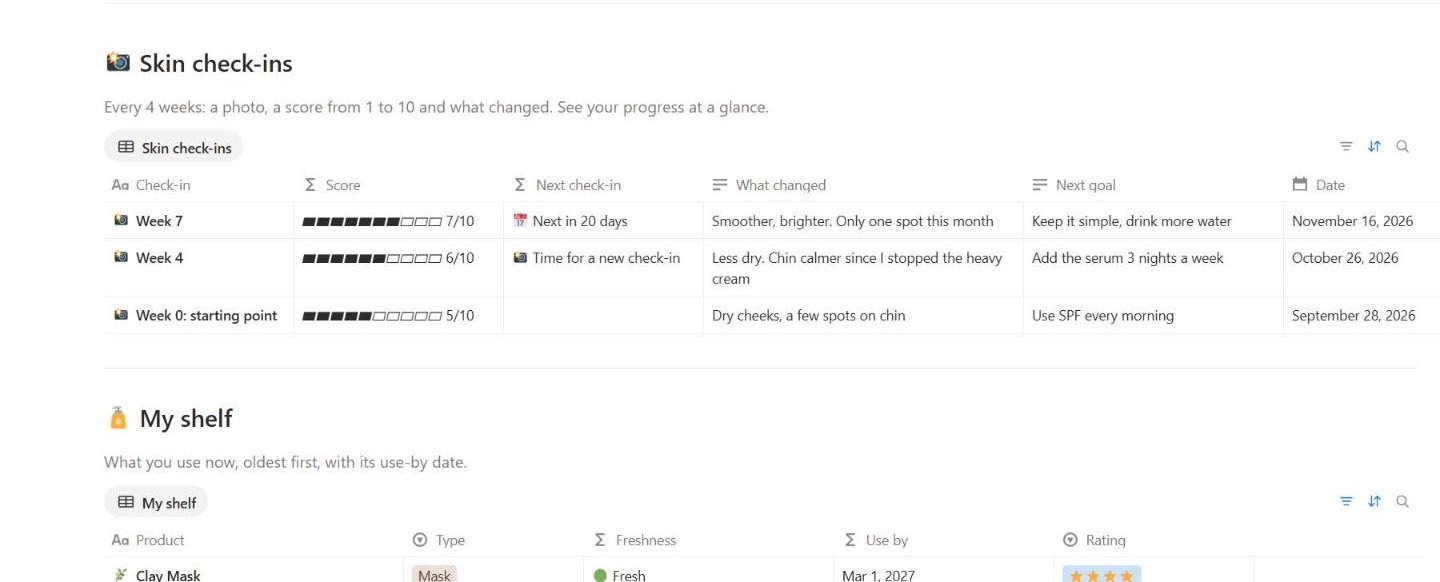 Skin check-ins
Every 4 weeks: a photo, a score from 1 to 10 and what changed. See your progress at a glance.
Skin check-ins
Aa Check-in Σ Score Σ Next check-in What changed Next goal Date
Week 7 7/10 Next in 20 days Smoother, brighter. Only one spot this month Keep it simple, drink more water November 16, 2026
Week 4 6/10 Time for a new check-in Less dry. Chin calmer since I stopped the heavy Add the serum 3 nights a week October 26, 2026
cream
Week 0: starting point 5/10 Dry cheeks, a few spots on chin Use SPF every morning September 28, 2026
My shelf
What you use now, oldest first, with its use-by date.
My shelf
Aa Product Type Σ Freshness Σ Use by Rating
Clay Mask Mask Fresh Mar 1, 2027